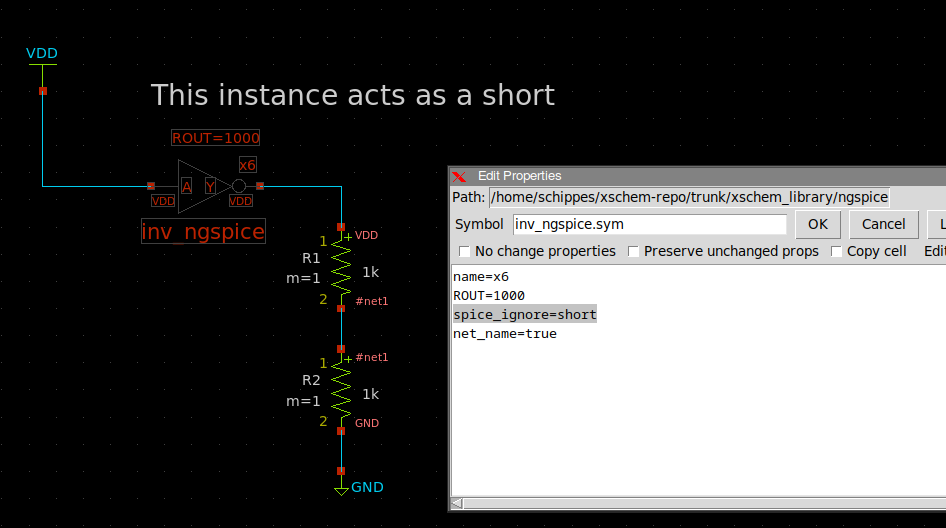 VDD
This instance acts as a short
ROUT=1000
x6
A Y
VDD VDD
inv_ngspice
1 + VDD
R1
m=1 1k
2 #net1
1 + #net1
R2
m=1 1k
2 GND
GND
Edit Properties
Path: /home/schippes/xschem-repo/trunk/xschem_library/ngspice
Symbol inv_ngspice.sym OK Cancel L
No change properties Preserve unchanged props Copy cell Edit
name=x6
ROUT=1000
spice_ignore=short
net_name=true